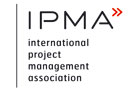 IPMA»
international
project
management
association